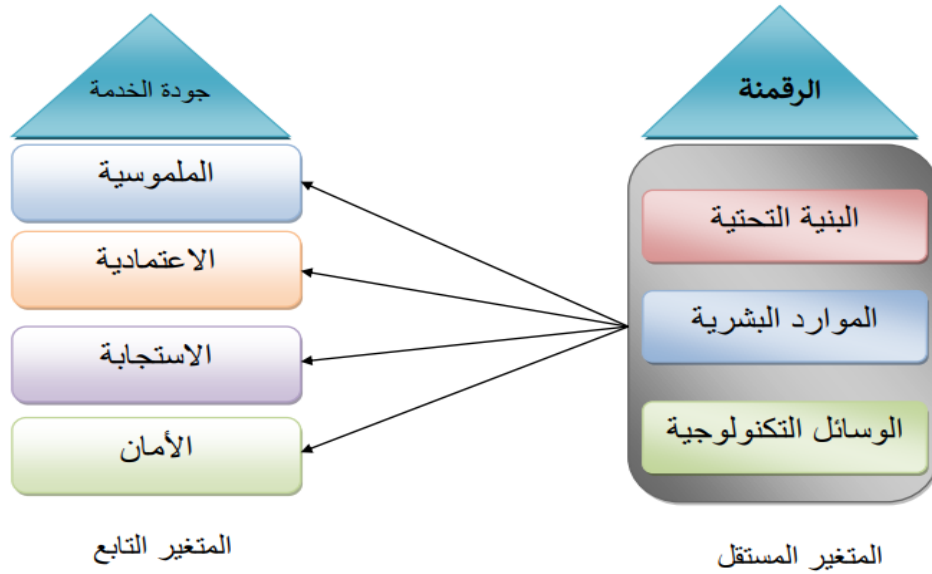 الرقمنة
البنية التحتية
الموارد البشرية
الوسائل التكنولوجية
المتغير المستقل
جودة الخدمة
الملموسية
الاعتمادية
الاستجابة
الأمان
المتغير التابع